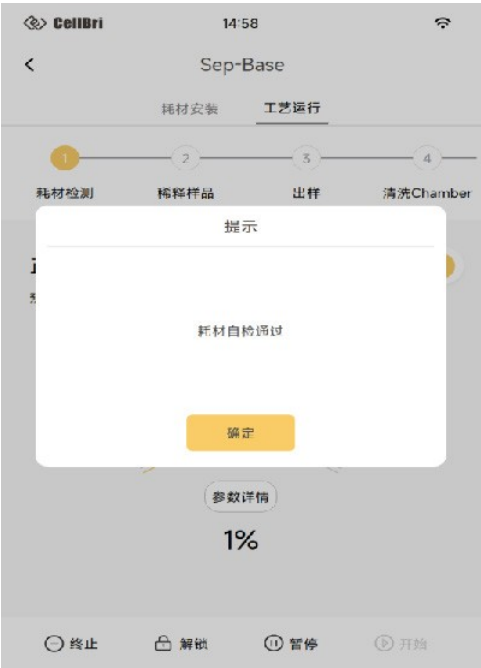 CellBri 14:58
Sep-Base
耗材安装 工艺运行
1 2 3 4
耗材检测 稀释样品 出样 清洗Chamber
提示
耗材自检通过
确定
参数详情
1%
终止 解锁 暂停 开始